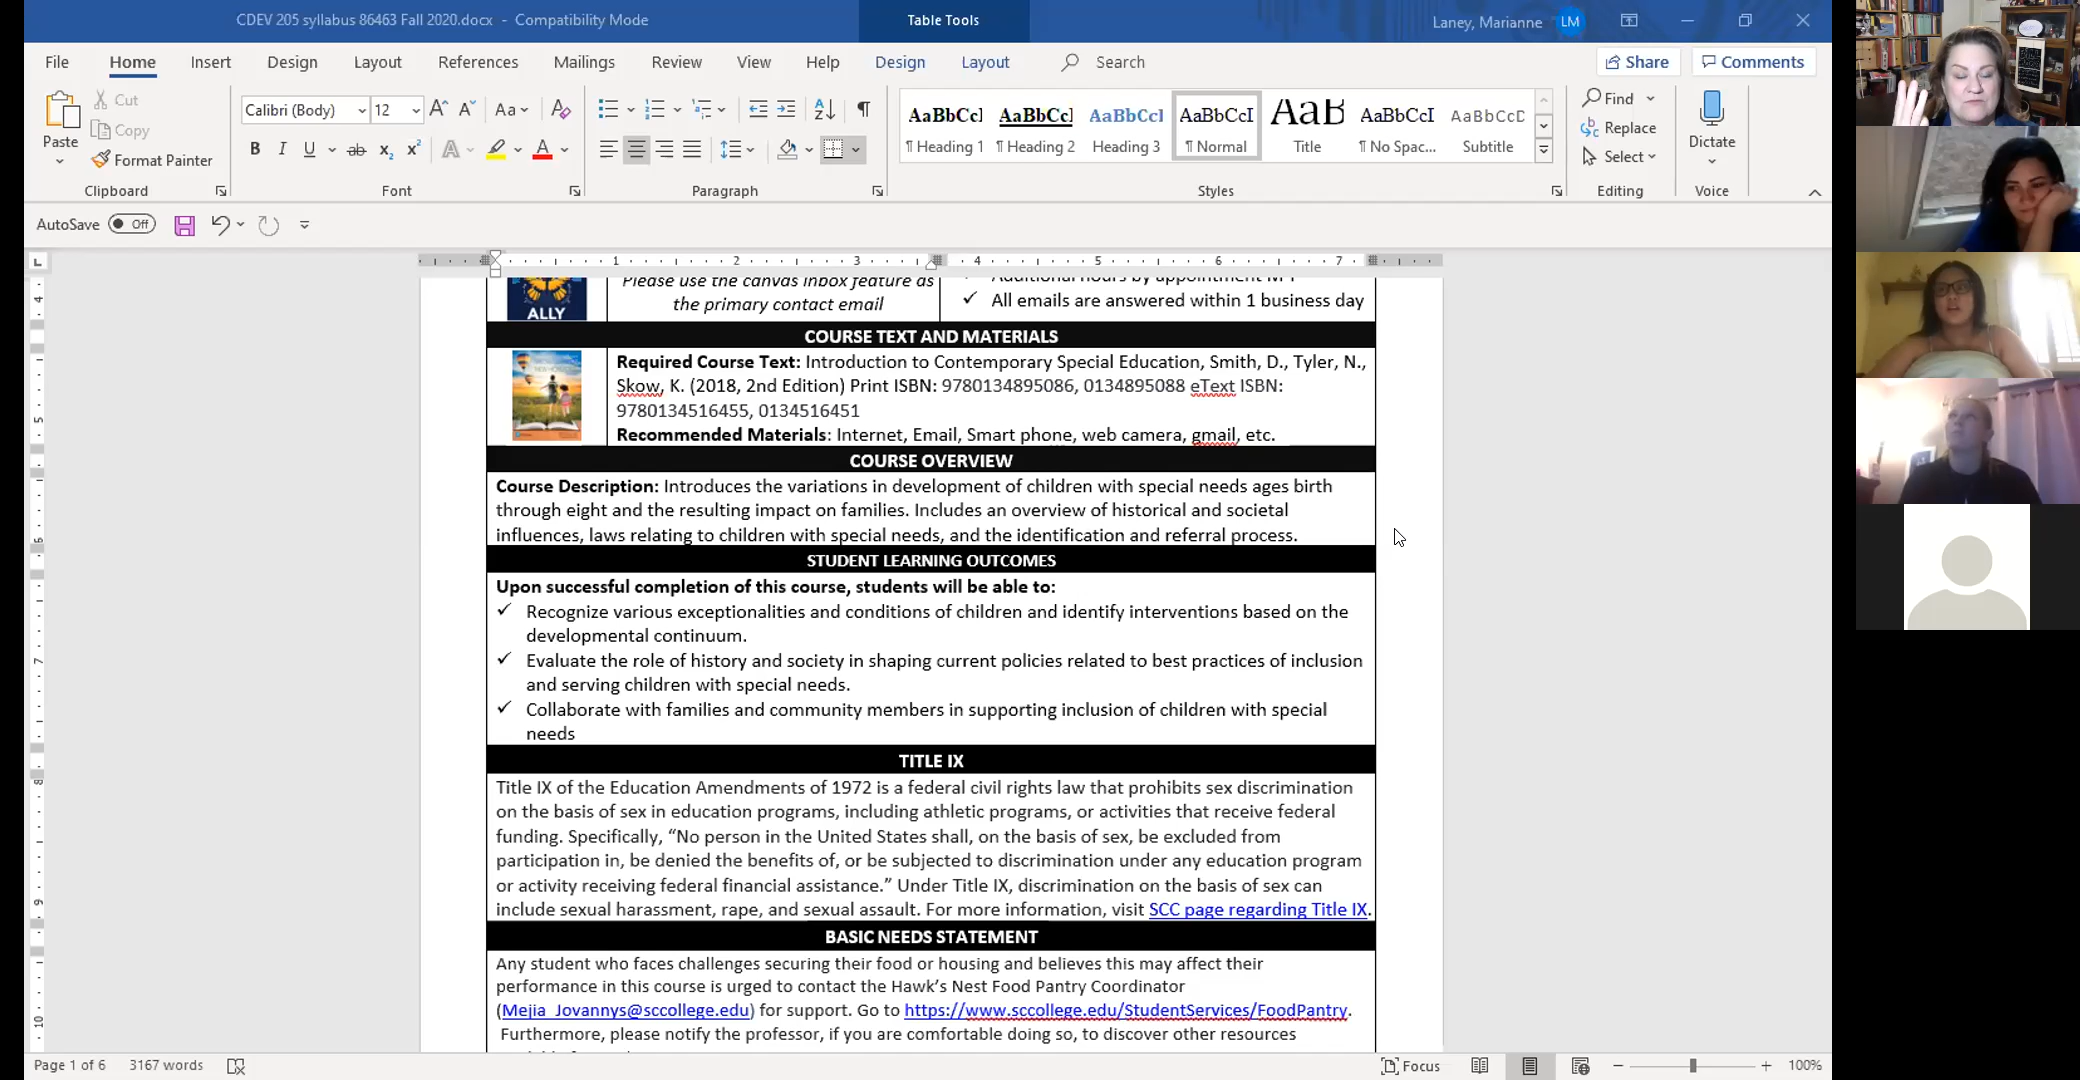 CDEV 205 syllabus 86463 Fall 2020.docx - Compatibility Mode
Table Tools
Laney, Marianne LM
File Home Insert Design Layout References Mailings Review View Help Design Layout Search
Share Comments
Paste
Cut
Copy
Format Painter
Clipboard
Calibri (Body) 12
Font
Paragraph
AaBbCcI AaBbCcI AaBbCcI AaBbCcI AaB AaBbCcI AaBbCcD
¶ Heading 1 ¶ Heading 2 Heading 3 ¶ Normal Title ¶ No Spac... Subtitle
Styles
Find
Replace
Select
Editing
Dictate
Voice
AutoSave Off
1 2 3 4 5 6 7
Please use the canvas inbox feature as
the primary contact email
ALLY
Additional hours by appointment M-F
All emails are answered within 1 business day
COURSE TEXT AND MATERIALS
Required Course Text: Introduction to Contemporary Special Education, Smith, D., Tyler, N.,
Skow, K. (2018, 2nd Edition) Print ISBN: 9780134895086, 0134895088 eText ISBN:
9780134516455, 0134516451
Recommended Materials: Internet, Email, Smart phone, web camera, gmail, etc.
COURSE OVERVIEW
Course Description: Introduces the variations in development of children with special needs ages birth
through eight and the resulting impact on families. Includes an overview of historical and societal
influences, laws relating to children with special needs, and the identification and referral process.
STUDENT LEARNING OUTCOMES
Upon successful completion of this course, students will be able to:
✓ Recognize various exceptionalities and conditions of children and identify interventions based on the
developmental continuum.
✓ Evaluate the role of history and society in shaping current policies related to best practices of inclusion
and serving children with special needs.
✓ Collaborate with families and community members in supporting inclusion of children with special
needs
TITLE IX
Title IX of the Education Amendments of 1972 is a federal civil rights law that prohibits sex discrimination
on the basis of sex in education programs, including athletic programs, or activities that receive federal
funding. Specifically, “No person in the United States shall, on the basis of sex, be excluded from
participation in, be denied the benefits of, or be subjected to discrimination under any education program
or activity receiving federal financial assistance.” Under Title IX, discrimination on the basis of sex can
include sexual harassment, rape, and sexual assault. For more information, visit SCC page regarding Title IX.
BASIC NEEDS STATEMENT
Any student who faces challenges securing their food or housing and believes this may affect their
performance in this course is urged to contact the Hawk’s Nest Food Pantry Coordinator
(Mejia_Jovannys@sccollege.edu) for support. Go to https://www.sccollege.edu/StudentServices/FoodPantry.
Furthermore, please notify the professor, if you are comfortable doing so, to discover other resources
Page 1 of 6 3167 words
Focus 100%